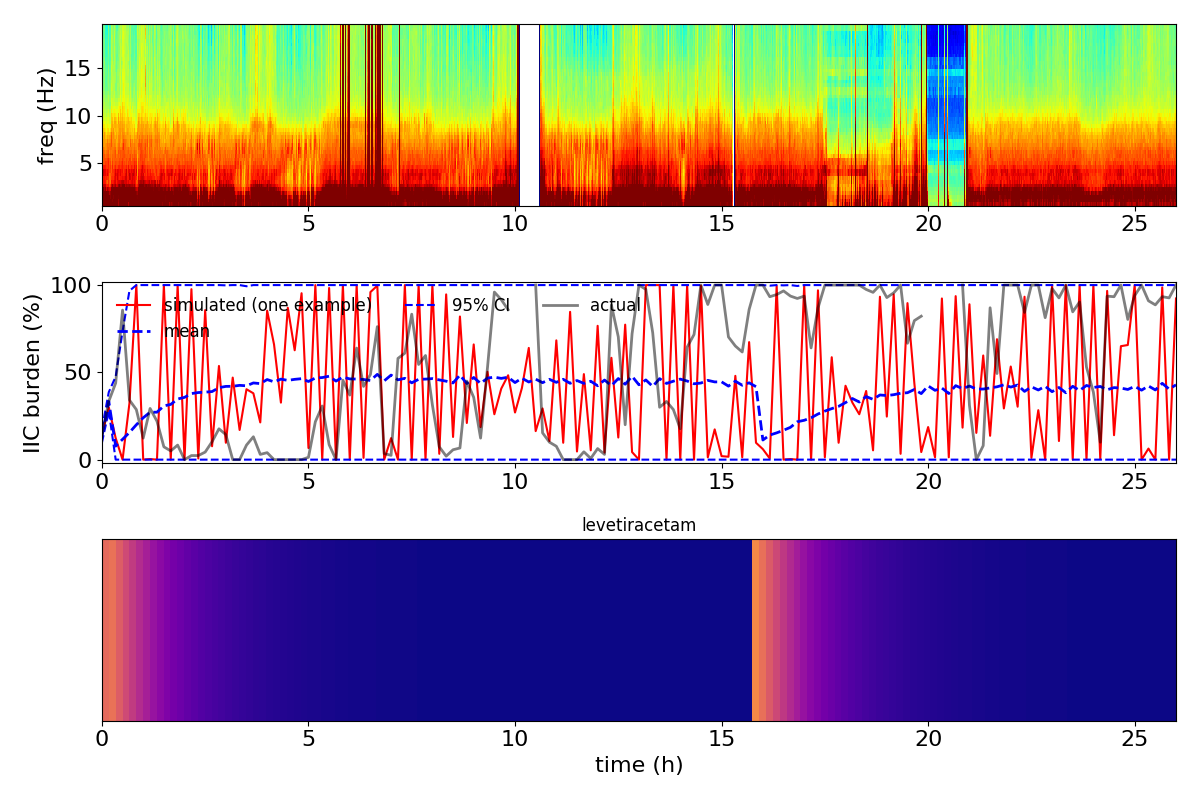 freq (Hz)
15
10
5
0 5 10 15 20 25
IIC burden (%)
100
50
0
simulated (one example) 95% CI actual
mean
0 5 10 15 20 25
levetiracetam
0 5 10 15 20 25
time (h)